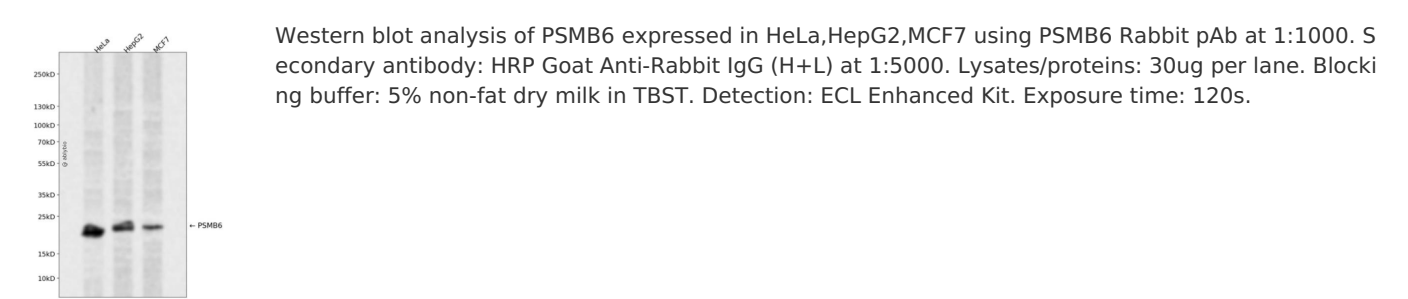 HeLa
HepG2
MCF7
Western blot analysis of PSMB6 expressed in HeLa,HepG2,MCF7 using PSMB6 Rabbit pAb at 1:1000. S
econdary antibody: HRP Goat Anti-Rabbit IgG (H+L) at 1:5000. Lysates/proteins: 30ug per lane. Blocki
ng buffer: 5% non-fat dry milk in TBST. Detection: ECL Enhanced Kit. Exposure time: 120s.
250kD
130kD
100kD
70kD
55kD
35kD
25kD
← PSMB6
15kD
10kD